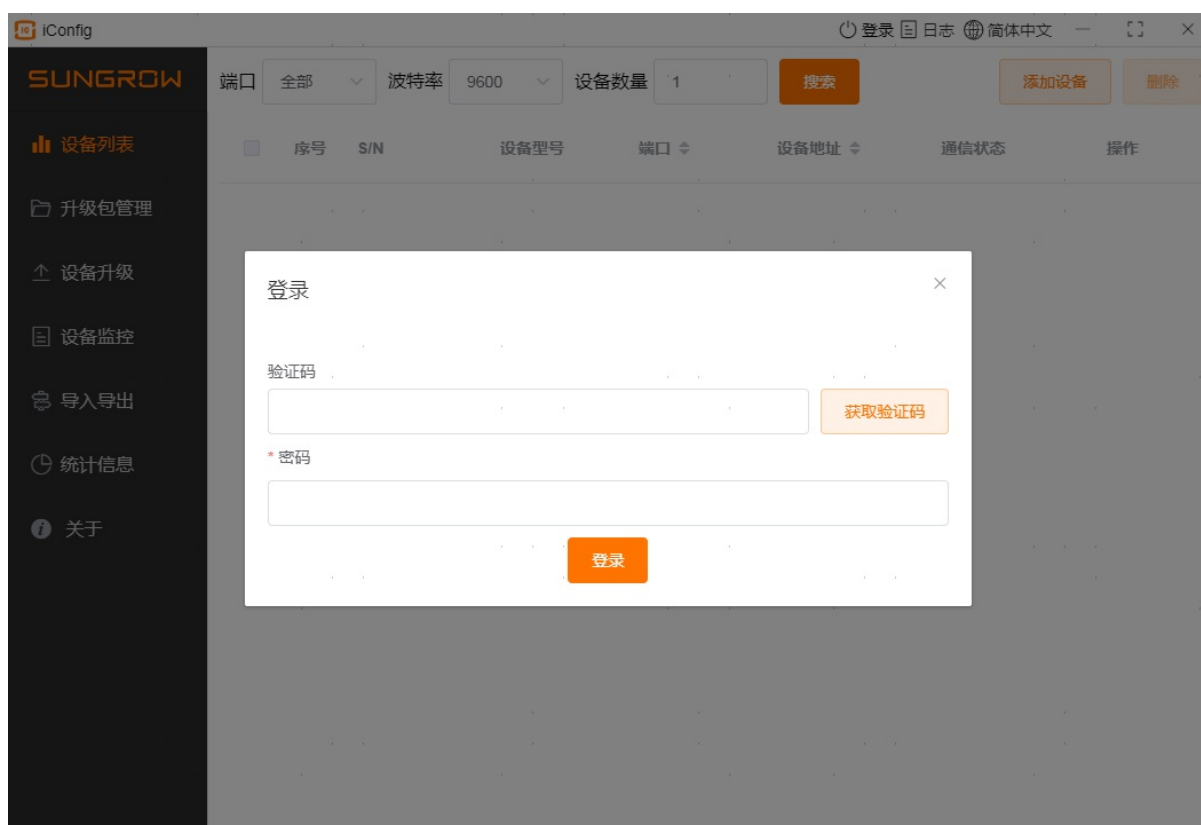 iConfig 登录 日志 简体中文
SUNGROW 端口 全部 波特率 9600 设备数量 1 搜索 添加设备 删除
设备列表 序号 S/N 设备型号 端口 设备地址 通信状态 操作
升级包管理
设备升级
设备监控
导入导出
统计信息
关于
登录
验证码
获取验证码
* 密码
登录